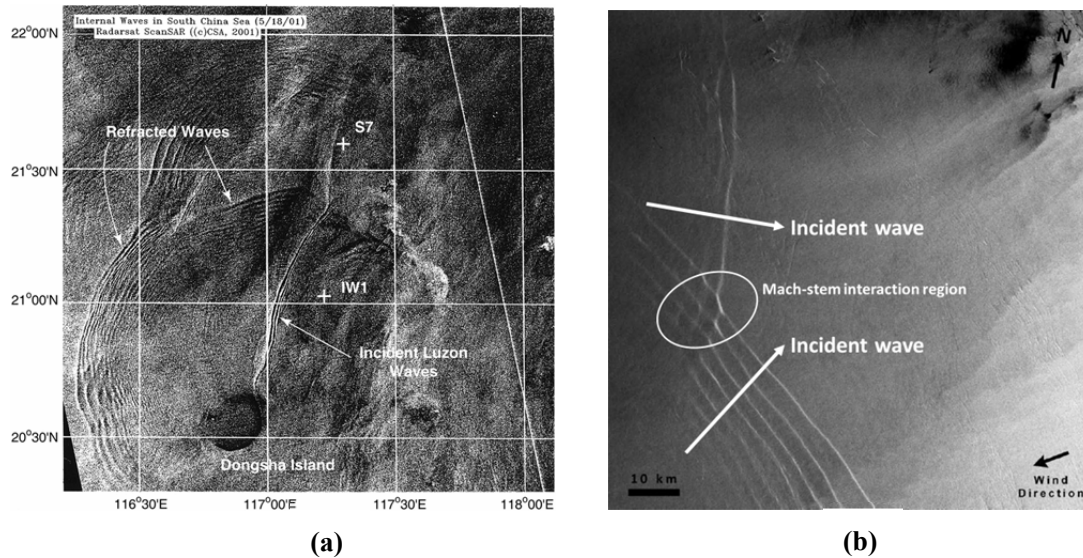 Internal Waves in South China Sea (5/18/01)
Radarsat ScanSAR ((c)CSA, 2001)
22°00'N
21°30'N
21°00'N
20°30'N
116°30'E
117°00'E
117°30'E
118°00'E
Refracted Waves
S7
IW1
Incident Luzon
Waves
Dongsha Island
(a)
N
Incident wave
Mach-stem interaction region
Incident wave
10 km
Wind
Direction
(b)